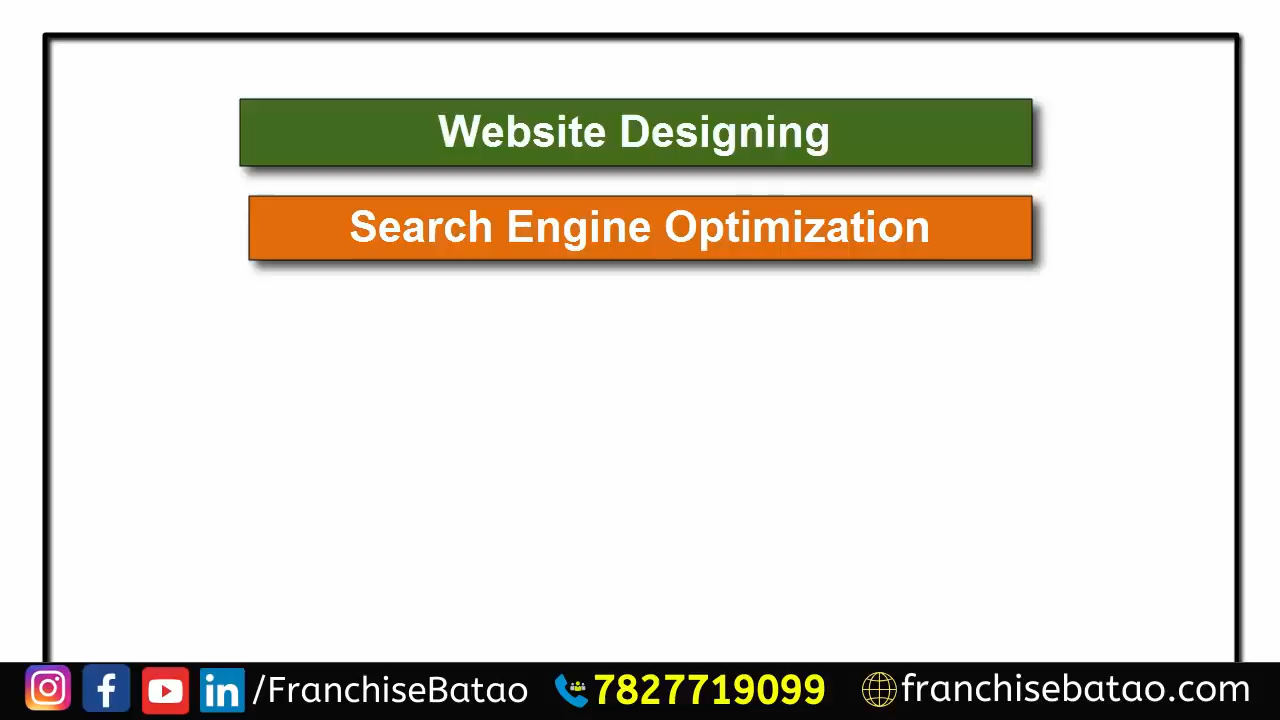 Website Designing
Search Engine Optimization
/FranchiseBatao 7827719099 franchisebatao.com